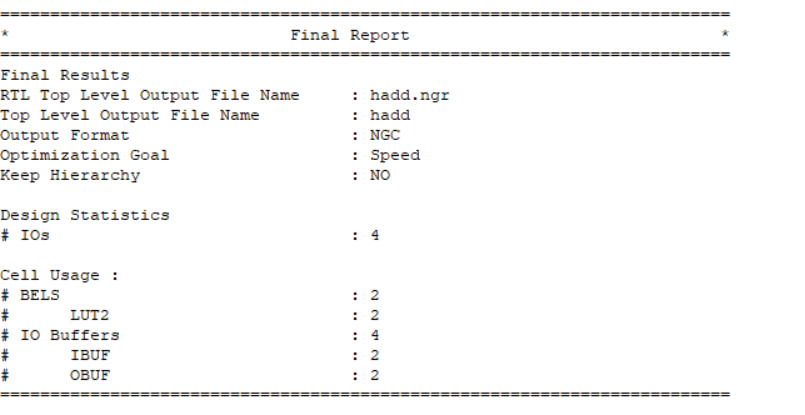 =========================================================================
*                            Final Report                               *
=========================================================================
Final Results
RTL Top Level Output File Name     : hadd.ngr
Top Level Output File Name         : hadd
Output Format                      : NGC
Optimization Goal                  : Speed
Keep Hierarchy                     : NO

Design Statistics
# IOs                              : 4

Cell Usage :
# BELS                             : 2
#      LUT2                        : 2
# IO Buffers                       : 4
#      IBUF                        : 2
#      OBUF                        : 2
=========================================================================